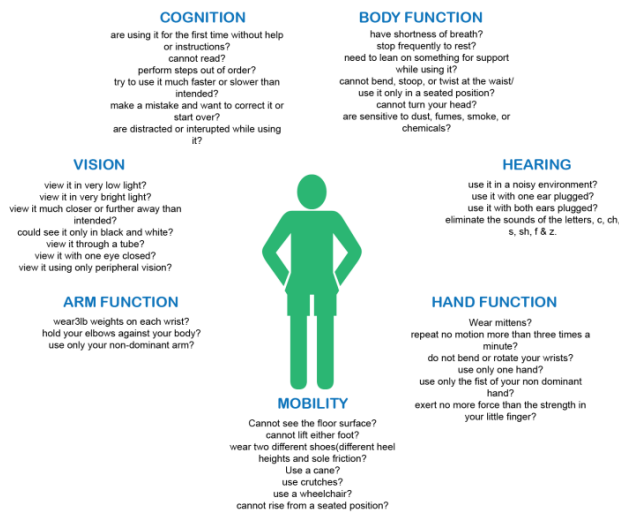 COGNITION
are using it for the first time without help
or instructions?
cannot read?
perform steps out of order?
try to use it much faster or slower than
intended?
make a mistake and want to correct it or
start over?
are distracted or interupted while using
it?
BODY FUNCTION
have shortness of breath?
stop frequently to rest?
need to lean on something for support
while using it?
cannot bend, stoop, or twist at the waist/
use it only in a seated position?
cannot turn your head?
are sensitive to dust, fumes, smoke, or
chemicals?
VISION
view it in very low light?
view it in very bright light?
view it much closer or further away than
intended?
could see it only in black and white?
view it through a tube?
view it with one eye closed?
view it using only peripheral vision?
HEARING
use it in a noisy environment?
use it with one ear plugged?
use it with both ears plugged?
eliminate the sounds of the letters, c, ch,
s, sh, f & z.
ARM FUNCTION
wear3lb weights on each wrist?
hold your elbows against your body?
use only your non-dominant arm?
HAND FUNCTION
Wear mittens?
repeat no motion more than three times a
minute?
do not bend or rotate your wrists?
use only one hand?
use only the fist of your non dominant
hand?
exert no more force than the strength in
your little finger?
MOBILITY
Cannot see the floor surface?
cannot lift either foot?
wear two different shoes(different heel
heights and sole friction?
Use a cane?
use crutches?
use a wheelchair?
cannot rise from a seated position?